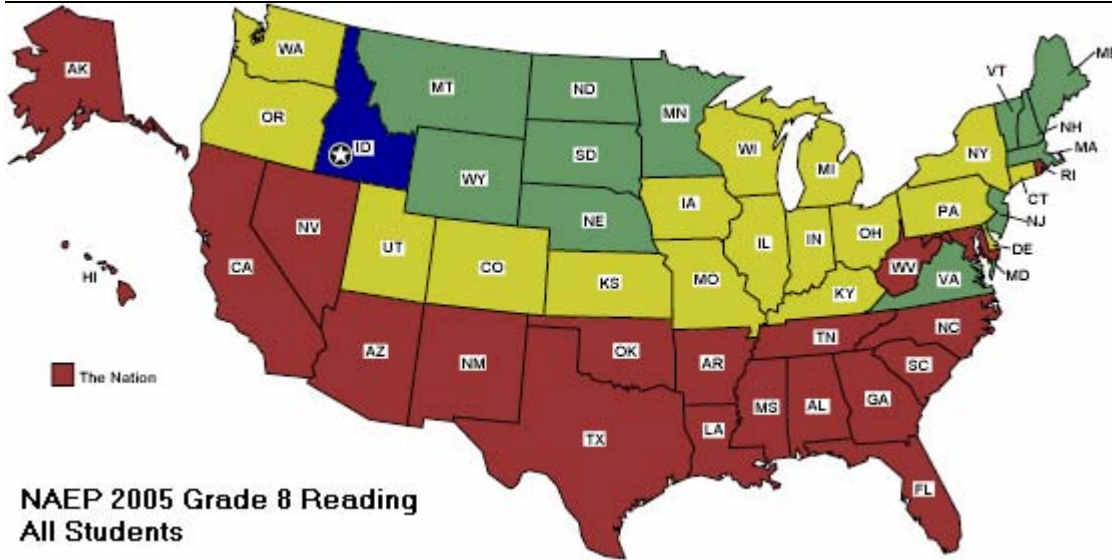 AK
WA
MT
ND
MN
VT
ME
OR
ID
SD
WI
MI
NY
NH
MA
RI
WY
IA
PA
CT
NJ
NE
NV
UT
CO
IL
IN
OH
DE
MD
CA
HI
KS
MO
WV
VA
KY
AZ
NM
OK
AR
TN
NC
SC
The Nation
TX
LA
MS
AL
GA
FL
NAEP 2005 Grade 8 Reading
All Students